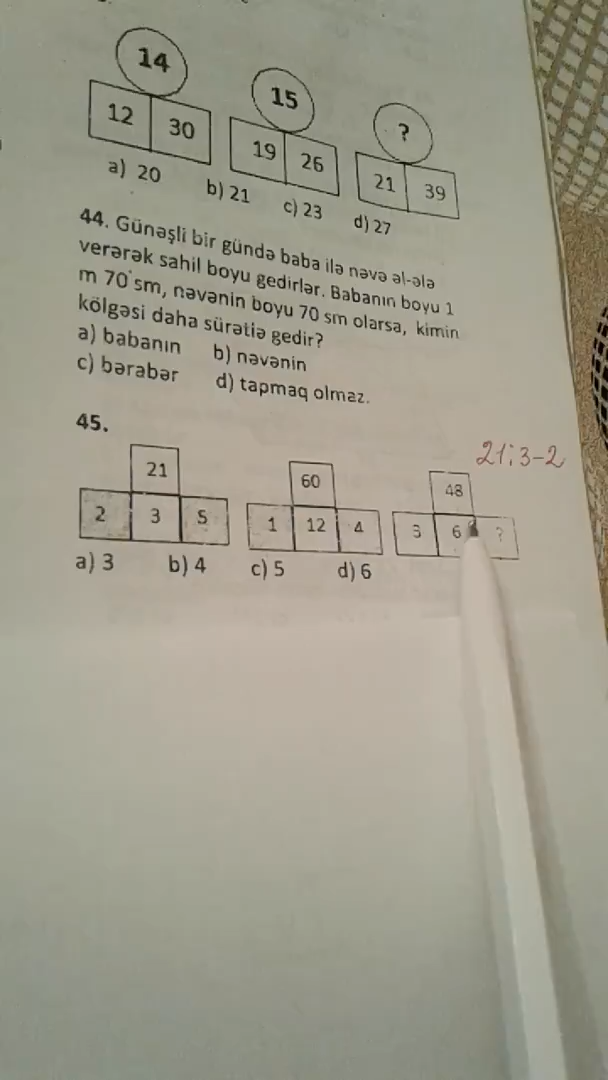 14 15 ?
12 30 19 26 21 39
a) 20 b) 21 c) 23 d) 27
44. Günəşli bir gündə baba ilə nəvə əl-ələ
verərək sahil boyu gedirlər. Babanın boyu 1
m 70 sm, nəvənin boyu 70 sm olarsa, kimin
kölgəsi daha sürətlə gedir?
a) babanın b) nəvənin
c) bərabər d) tapmaq olmaz.
45.
21:3-2
21 60 48
2 3 5 1 12 4 3 6 ?
a) 3 b) 4 c) 5 d) 6